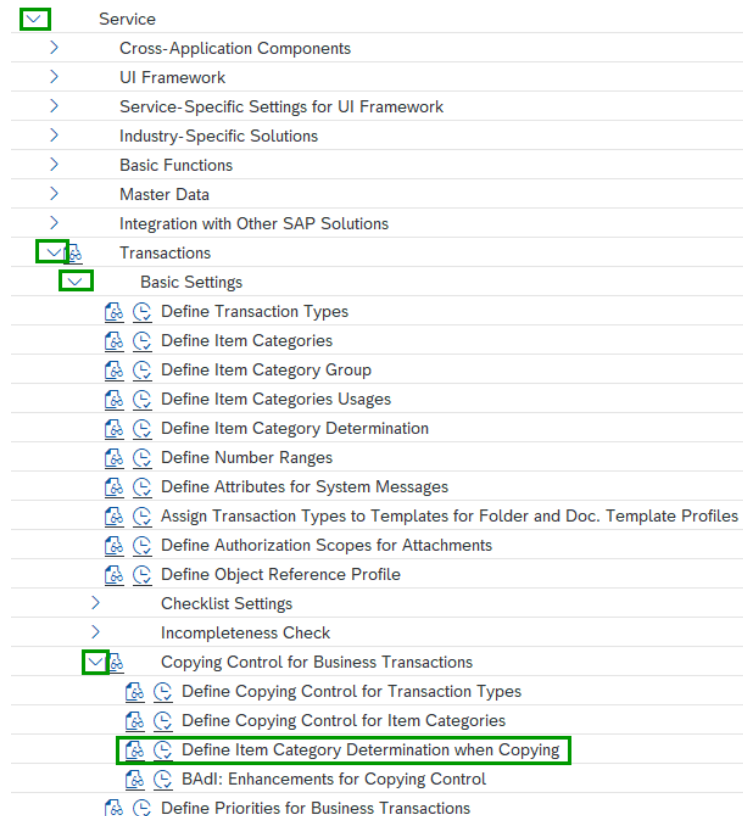 Service
Cross-Application Components
UI Framework
Service-Specific Settings for UI Framework
Industry-Specific Solutions
Basic Functions
Master Data
Integration with Other SAP Solutions
Transactions
Basic Settings
Define Transaction Types
Define Item Categories
Define Item Category Group
Define Item Categories Usages
Define Item Category Determination
Define Number Ranges
Define Attributes for System Messages
Assign Transaction Types to Templates for Folder and Doc. Template Profiles
Define Authorization Scopes for Attachments
Define Object Reference Profile
Checklist Settings
Incompleteness Check
Copying Control for Business Transactions
Define Copying Control for Transaction Types
Define Copying Control for Item Categories
Define Item Category Determination when Copying
BAdI: Enhancements for Copying Control
Define Priorities for Business Transactions